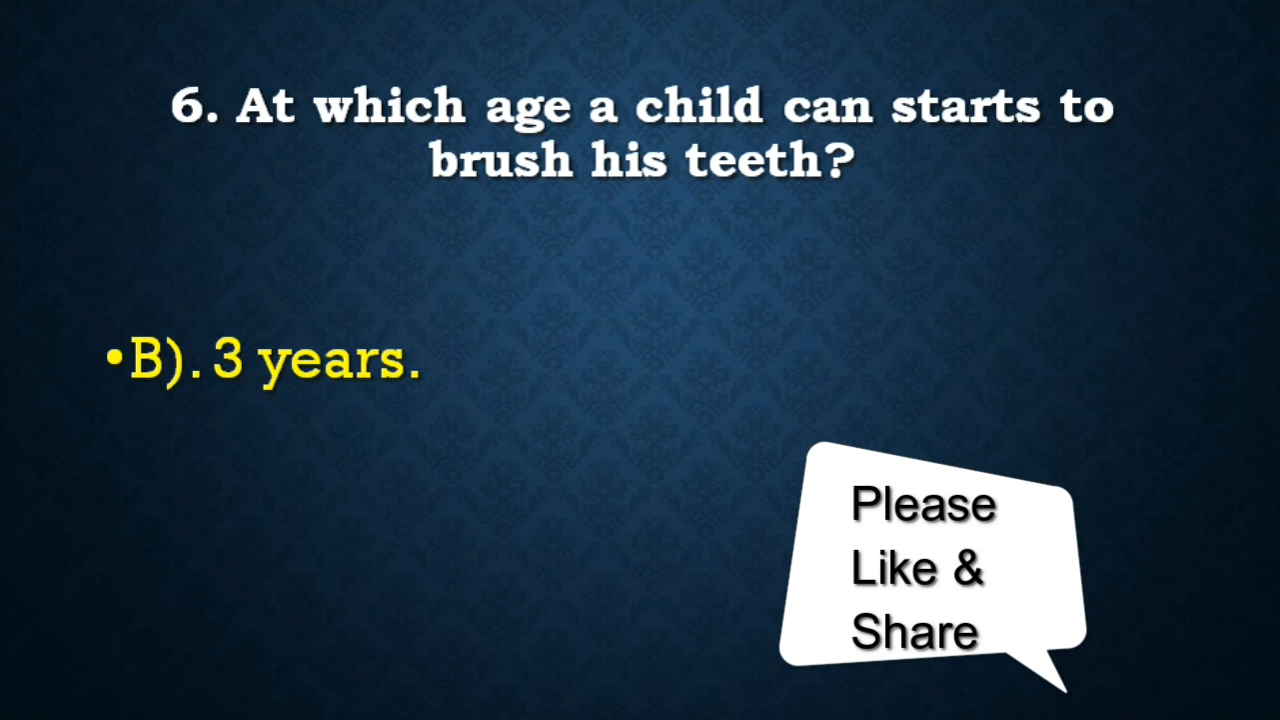 6. At which age a child can starts to
brush his teeth?
•B). 3 years.
Please
Like &
Share